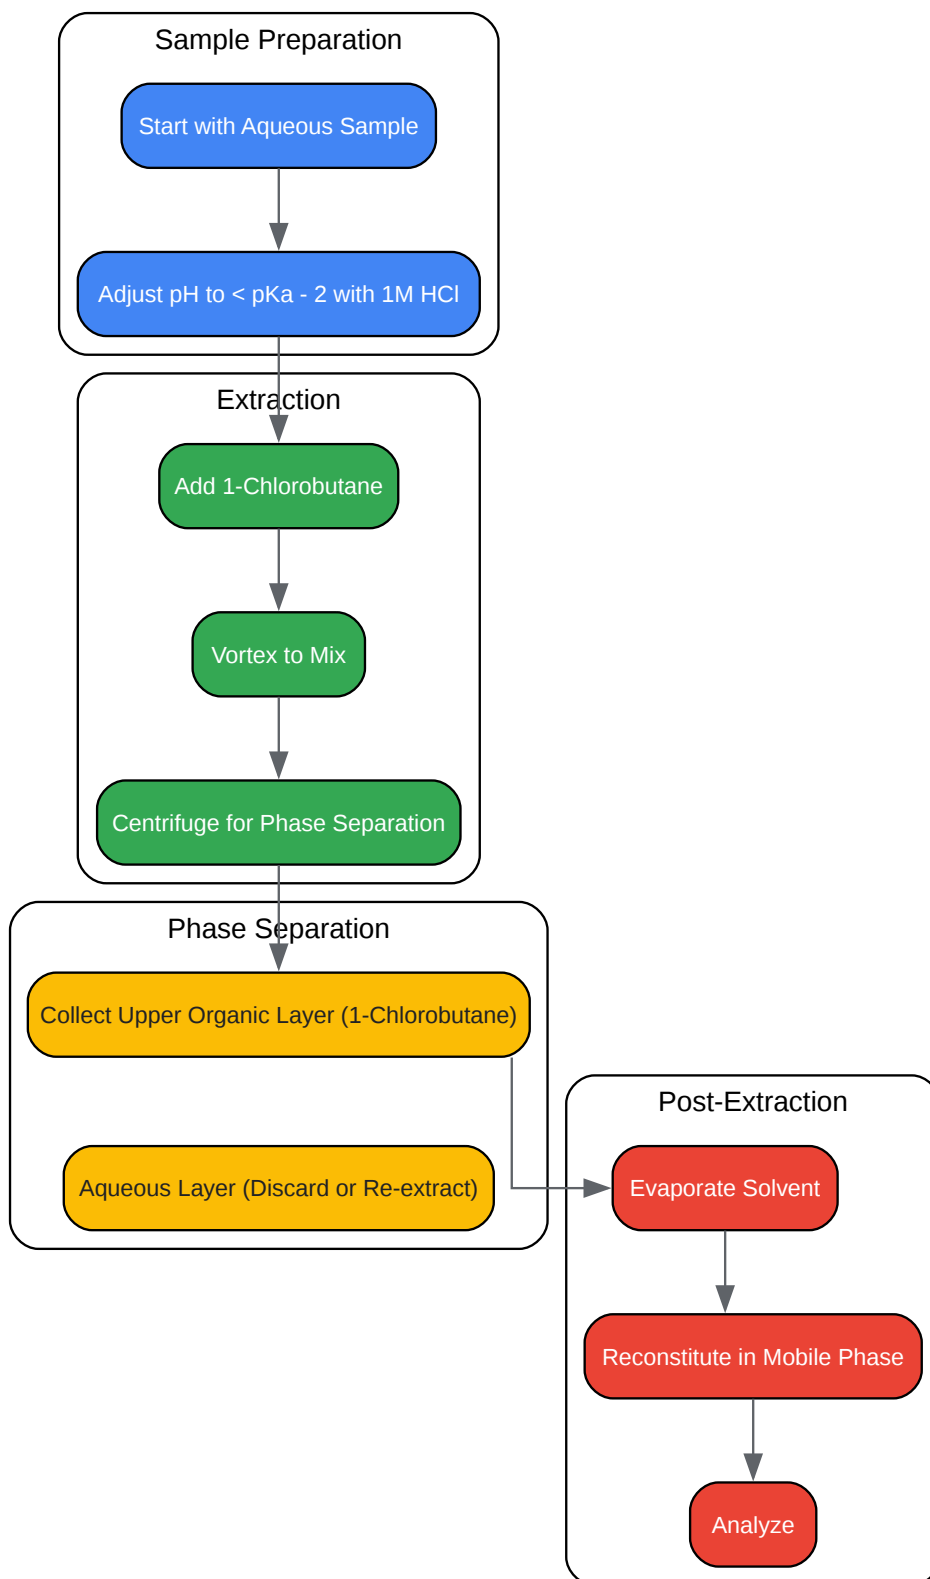 Sample Preparation
Start with Aqueous Sample
Adjust pH to < pKa - 2 with 1M HCl
Extraction
Add 1-Chlorobutane
Vortex to Mix
Centrifuge for Phase Separation
Phase Separation
Collect Upper Organic Layer (1-Chlorobutane)
Aqueous Layer (Discard or Re-extract)
Post-Extraction
Evaporate Solvent
Reconstitute in Mobile Phase
Analyze